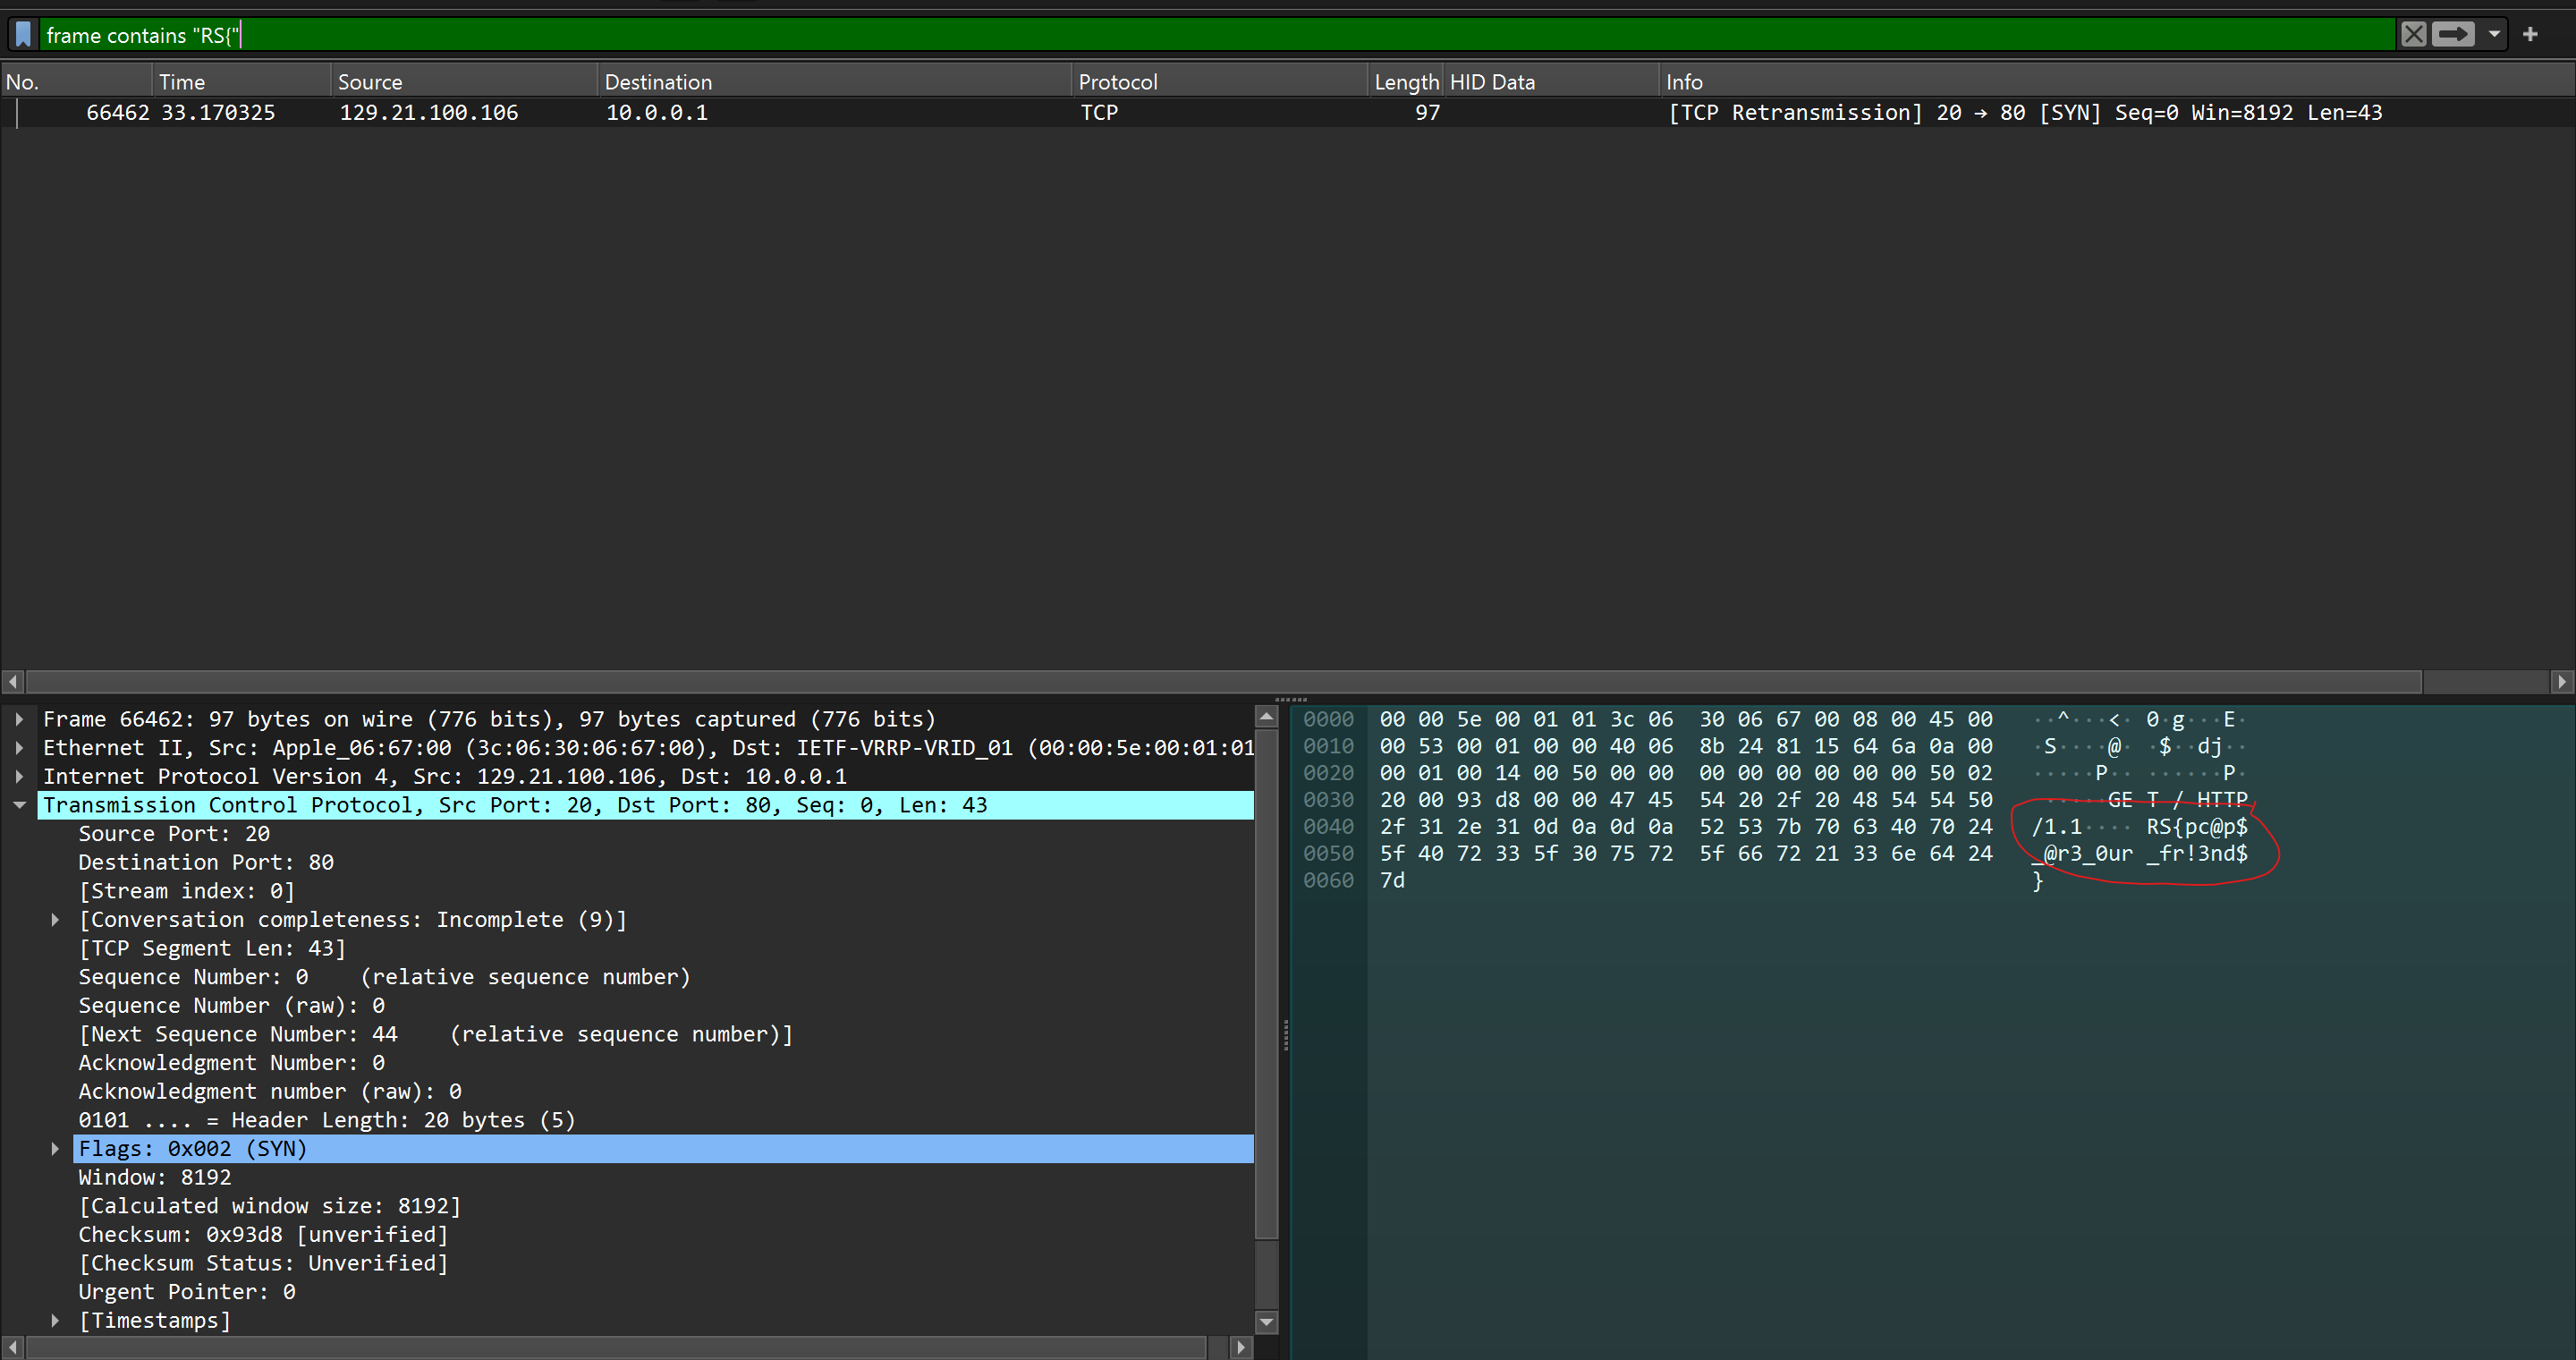 frame contains "RS{"
No. Time Source Destination Protocol Length HID Data Info
66462 33.170325 129.21.100.106 10.0.0.1 TCP 97 [TCP Retransmission] 20 → 80 [SYN] Seq=0 Win=8192 Len=43
Frame 66462: 97 bytes on wire (776 bits), 97 bytes captured (776 bits)
Ethernet II, Src: Apple_06:67:00 (3c:06:30:06:67:00), Dst: IETF-VRRP-VRID_01 (00:00:5e:00:01:01
Internet Protocol Version 4, Src: 129.21.100.106, Dst: 10.0.0.1
Transmission Control Protocol, Src Port: 20, Dst Port: 80, Seq: 0, Len: 43
Source Port: 20
Destination Port: 80
[Stream index: 0]
[Conversation completeness: Incomplete (9)]
[TCP Segment Len: 43]
Sequence Number: 0    (relative sequence number)
Sequence Number (raw): 0
[Next Sequence Number: 44    (relative sequence number)]
Acknowledgment Number: 0
Acknowledgment number (raw): 0
0101 .... = Header Length: 20 bytes (5)
Flags: 0x002 (SYN)
Window: 8192
[Calculated window size: 8192]
Checksum: 0x93d8 [unverified]
[Checksum Status: Unverified]
Urgent Pointer: 0
[Timestamps]
0000 00 00 5e 00 01 01 3c 06 30 06 67 00 08 00 45 00 ··^···<· 0·g···E·
0010 00 53 00 01 00 00 40 06 8b 24 81 15 64 6a 0a 00 ·S····@· ·$··dj··
0020 00 01 00 14 00 50 00 00 00 00 00 00 00 00 50 02 ·····P·· ······P·
0030 20 00 93 d8 00 00 47 45 54 20 2f 20 48 54 54 50 ·····GE T / HTTP
0040 2f 31 2e 31 0d 0a 0d 0a 52 53 7b 70 63 40 70 24 /1.1···· RS{pc@p$
0050 5f 40 72 33 5f 30 75 72 5f 66 72 21 33 6e 64 24 _@r3_0ur _fr!3nd$
0060 7d }